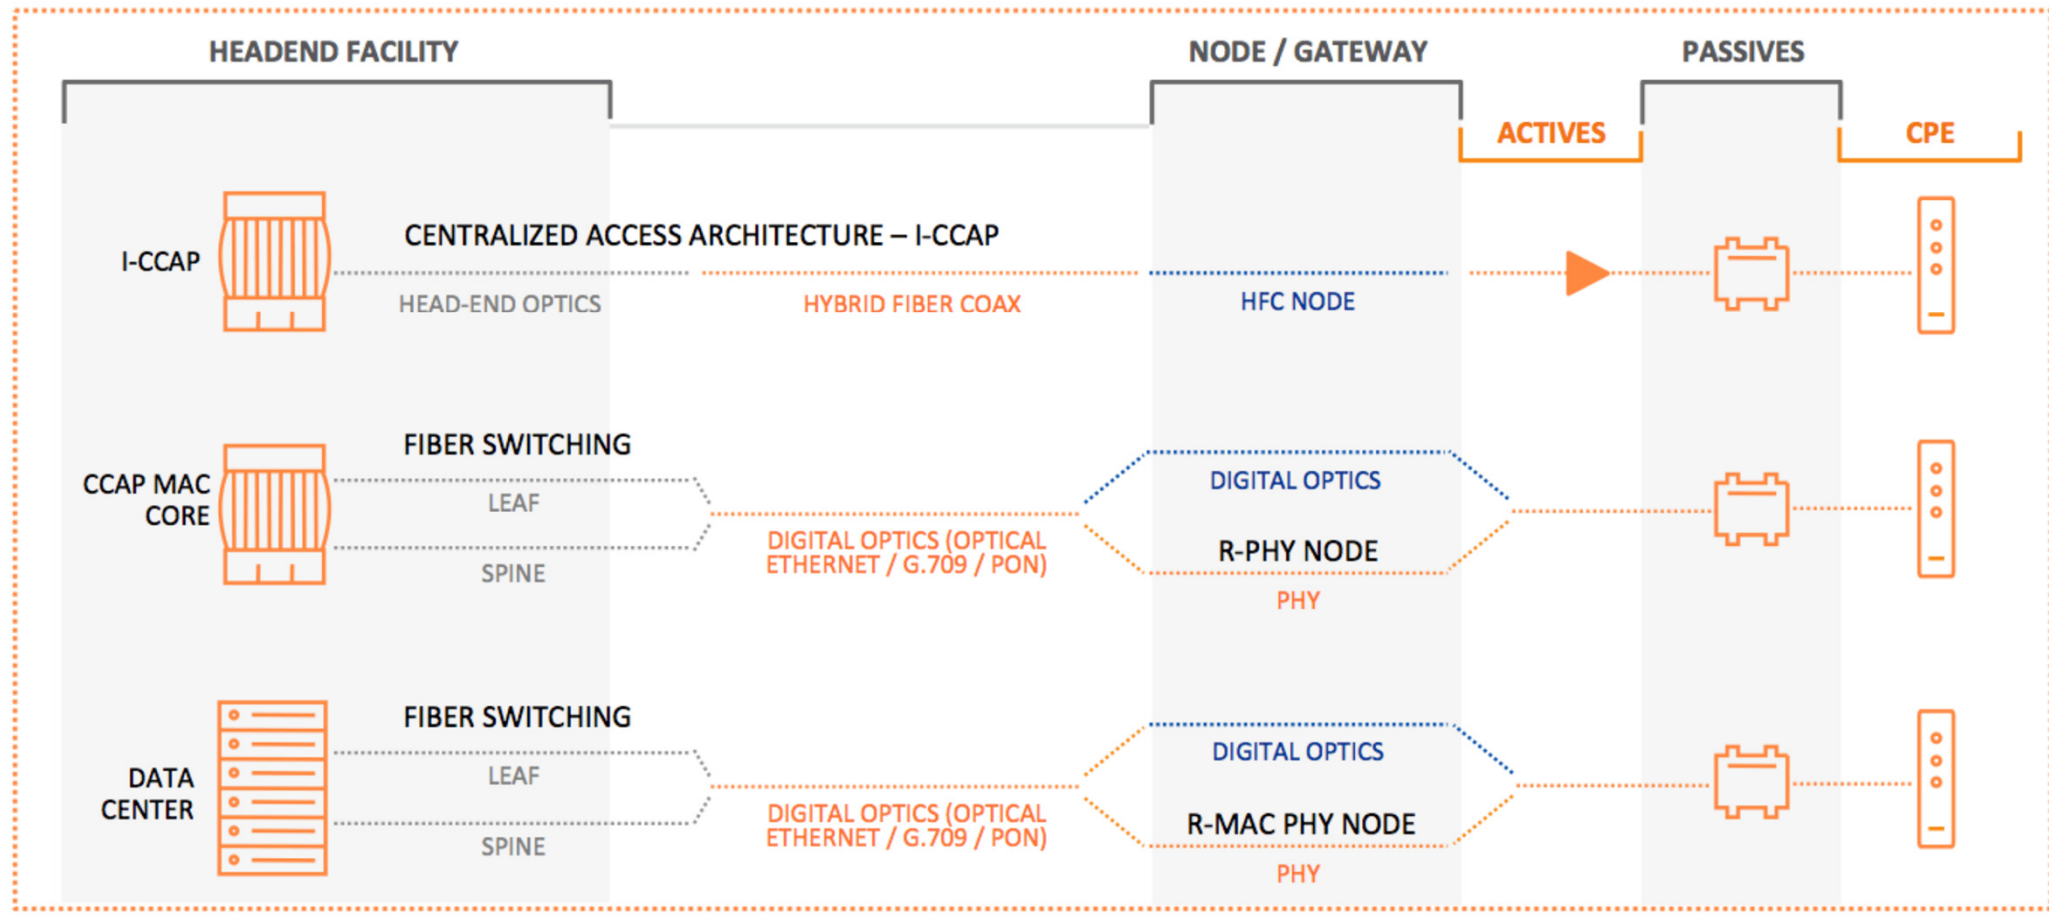 HEADEND FACILITY
NODE / GATEWAY
PASSIVES
ACTIVES
CPE
I-CCAP
CENTRALIZED ACCESS ARCHITECTURE – I-CCAP
HEAD-END OPTICS
HYBRID FIBER COAX
HFC NODE
CCAP MAC
CORE
FIBER SWITCHING
LEAF
SPINE
DIGITAL OPTICS (OPTICAL
ETHERNET / G.709 / PON)
DIGITAL OPTICS
R-PHY NODE
PHY
DATA
CENTER
FIBER SWITCHING
LEAF
SPINE
DIGITAL OPTICS (OPTICAL
ETHERNET / G.709 / PON)
DIGITAL OPTICS
R-MAC PHY NODE
PHY